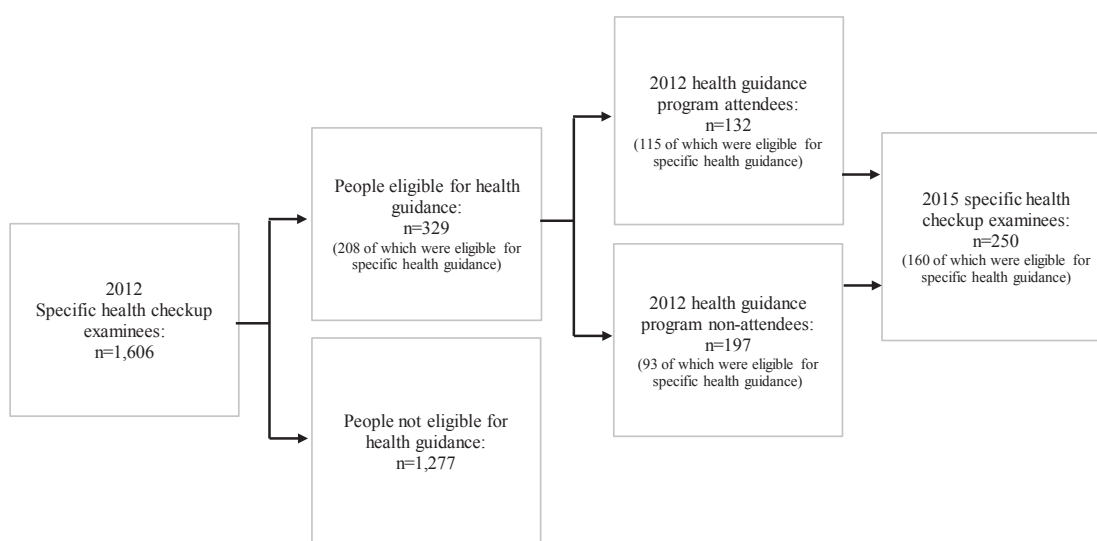 2012
Specific health checkup
examinees:
n=1,606
People eligible for health
guidance:
n=329
(208 of which were eligible for
specific health guidance)
People not eligible for
health guidance:
n=1,277
2012 health guidance
program attendees:
n=132
(115 of which were eligible for
specific health guidance)
2012 health guidance
program non-attendees:
n=197
(93 of which were eligible for
specific health guidance)
2015 specific health
checkup examinees:
n=250
(160 of which were eligible for
specific health guidance)